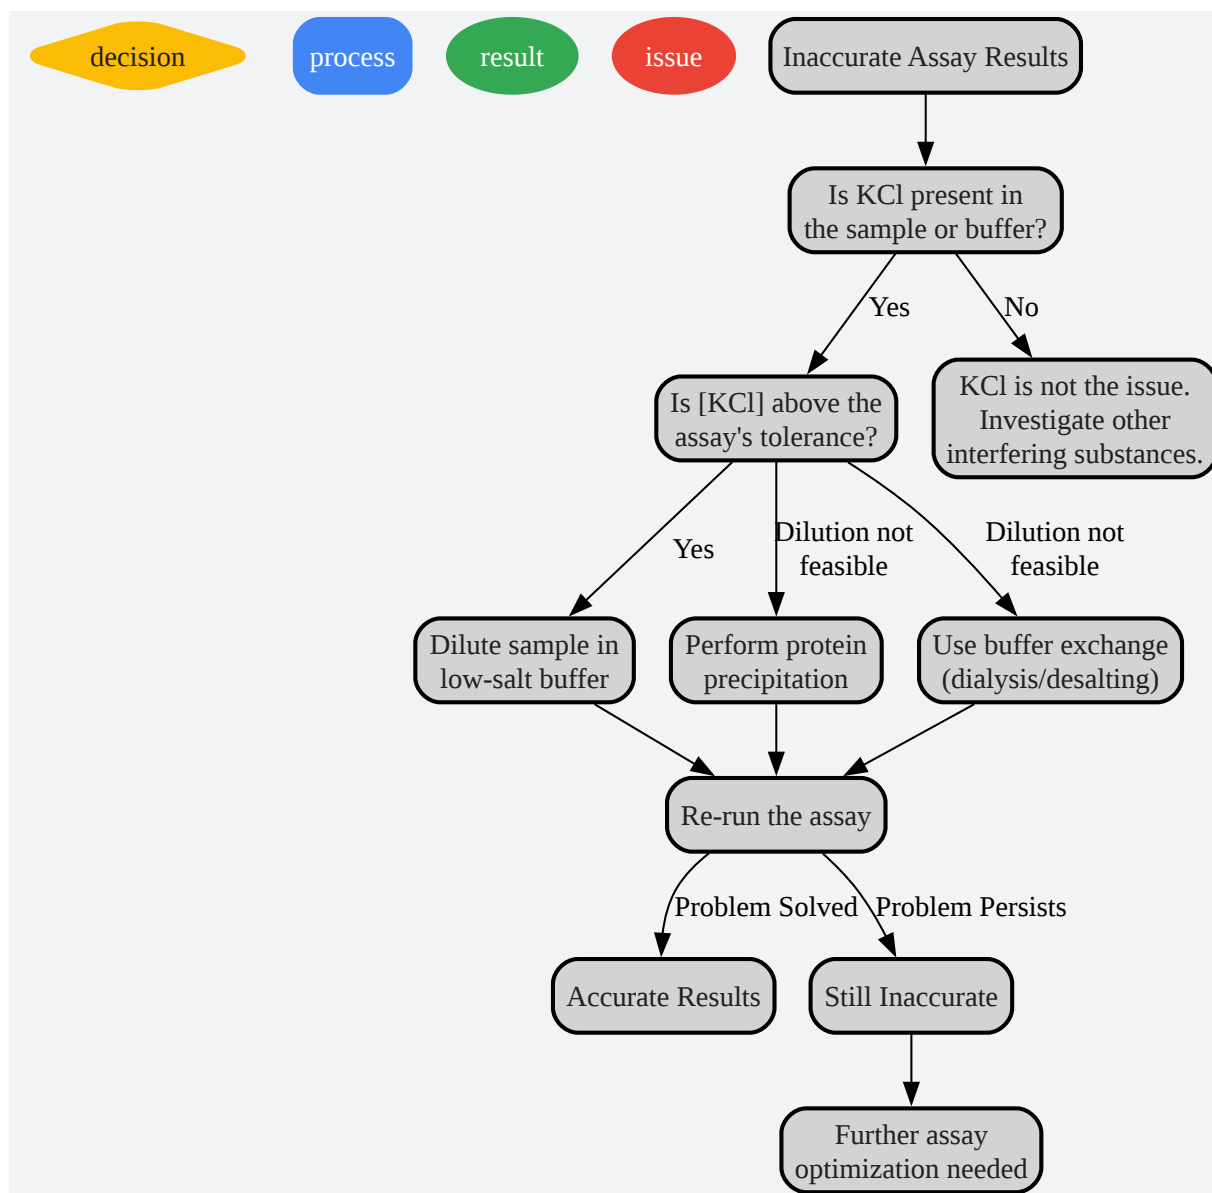 decision
process
result
issue
Inaccurate Assay Results
Is KCl present in
the sample or buffer?
Yes
No
Is [KCl] above the
assay's tolerance?
KCl is not the issue.
Investigate other
interfering substances.
Yes
Dilution not
feasible
Dilution not
feasible
Dilute sample in
low-salt buffer
Perform protein
precipitation
Use buffer exchange
(dialysis/desalting)
Re-run the assay
Problem Solved
Problem Persists
Accurate Results
Still Inaccurate
Further assay
optimization needed